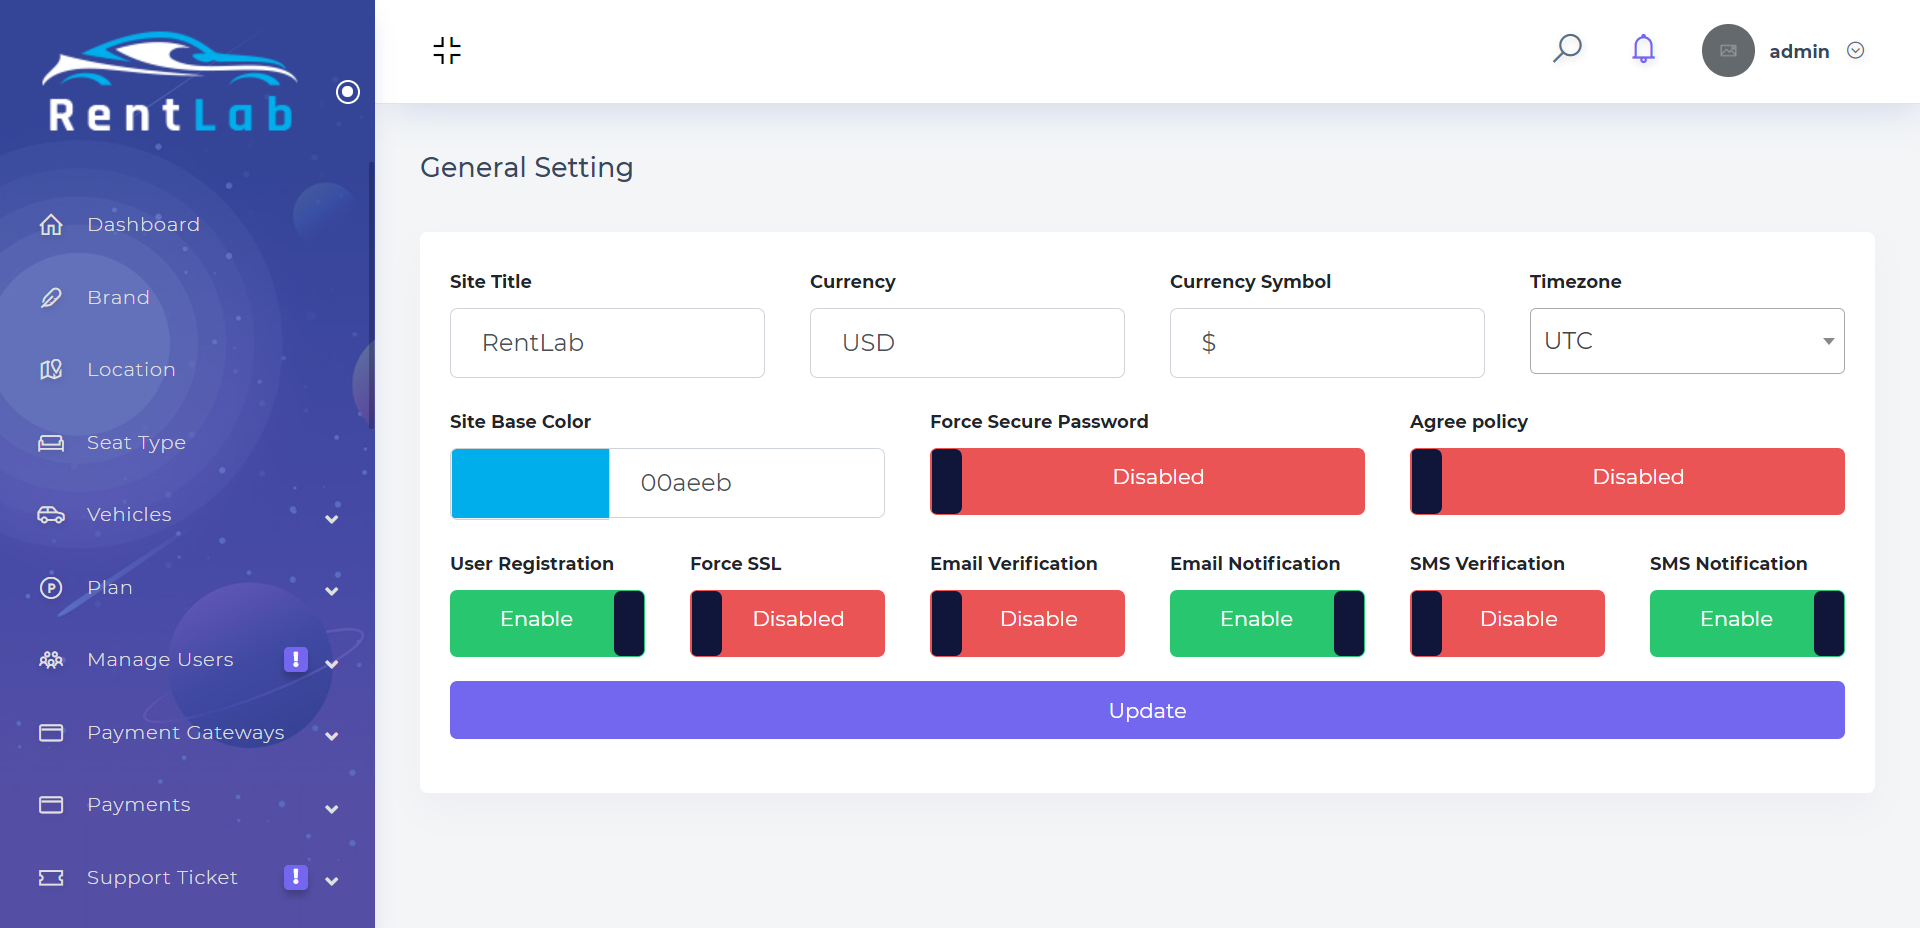 RentLab
Dashboard
Brand
Location
Seat Type
Vehicles
Plan
Manage Users
Payment Gateways
Payments
Support Ticket
admin
General Setting
Site Title
Currency
Currency Symbol
Timezone
RentLab
USD
$
UTC
Site Base Color
Force Secure Password
Agree policy
00aeeb
Disabled
Disabled
User Registration
Force SSL
Email Verification
Email Notification
SMS Verification
SMS Notification
Enable
Disabled
Disable
Enable
Disable
Enable
Update